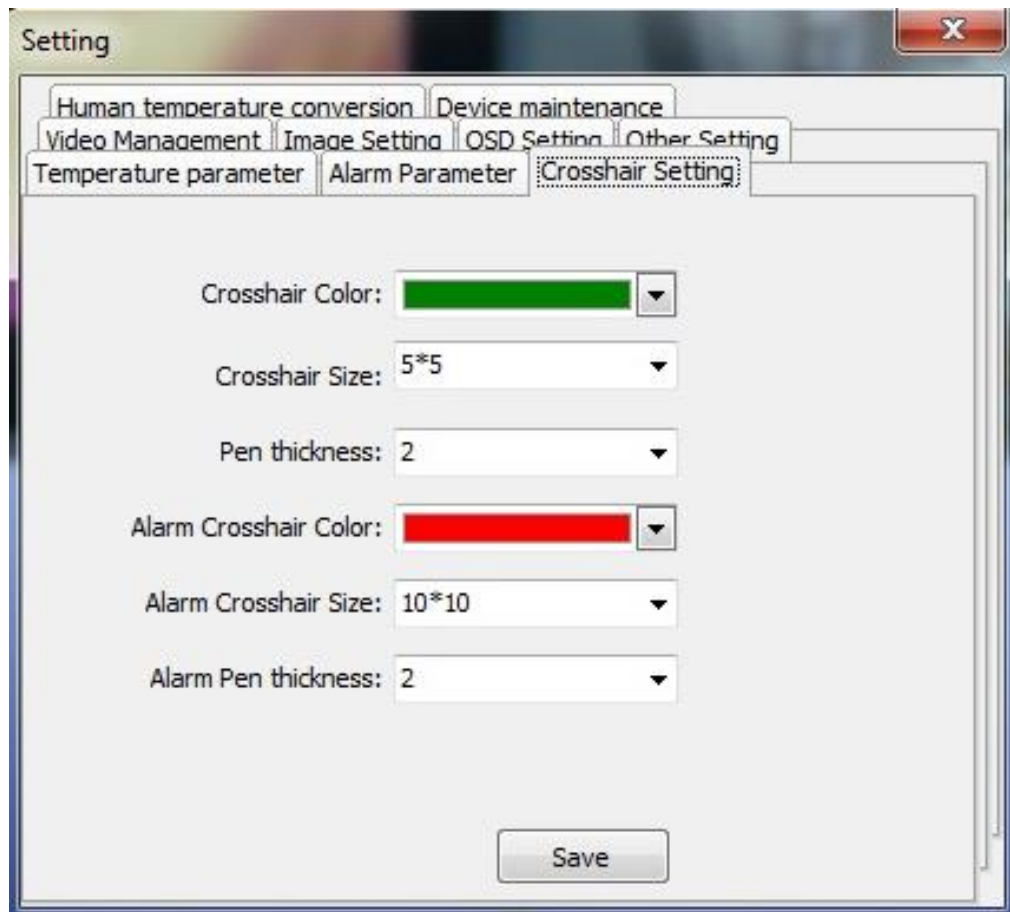 Setting
X
Human temperature conversion Device maintenance
Video Management Image Setting OSD Setting Other Setting
Temperature parameter Alarm Parameter Crosshair Setting
Crosshair Color:
Crosshair Size: 5*5
Pen thickness: 2
Alarm Crosshair Color:
Alarm Crosshair Size: 10*10
Alarm Pen thickness: 2
Save